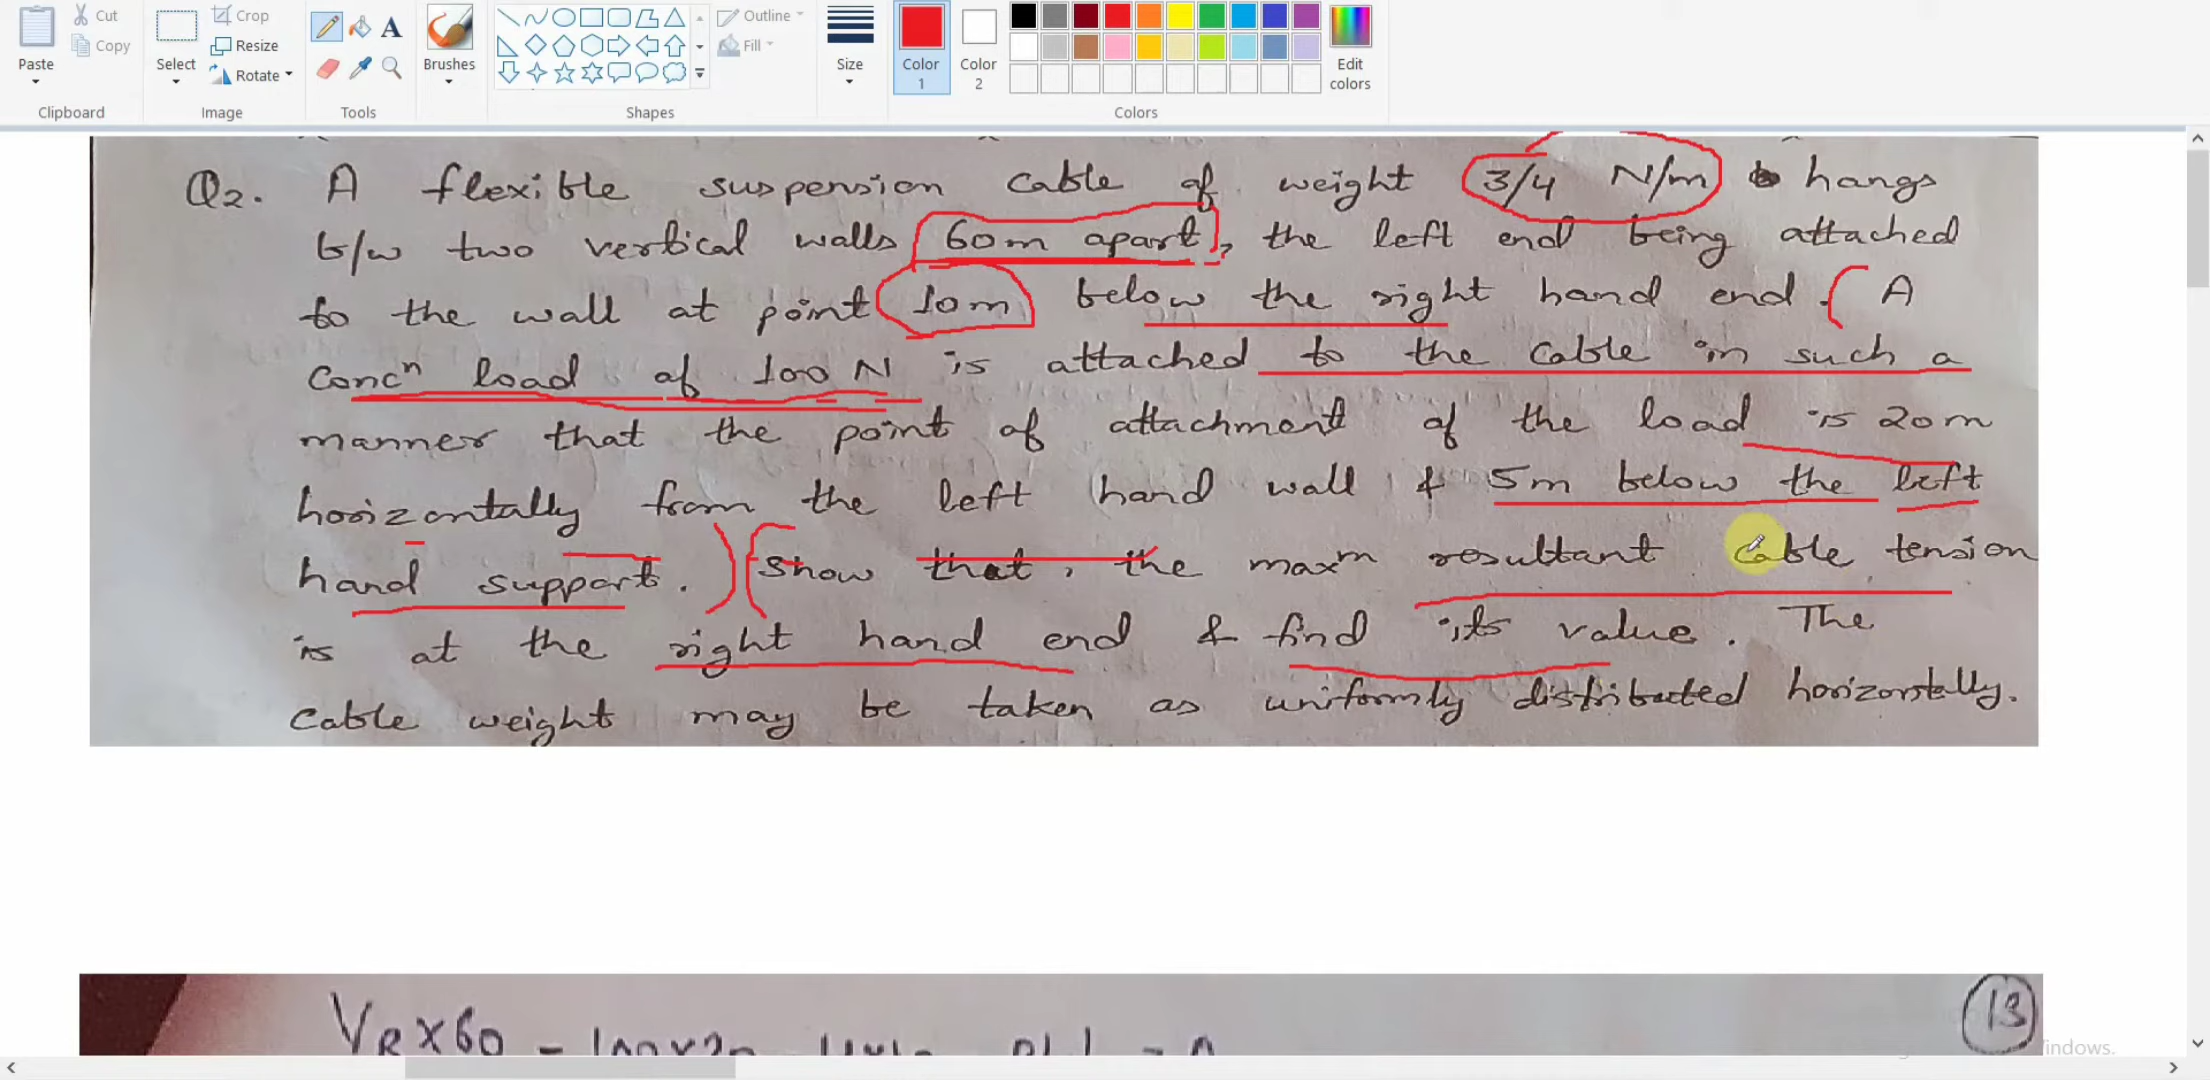 Cut
Crop
Outline
Copy
Resize
Fill
Paste
Select
Rotate
Brushes
Size
Color 1
Color 2
Edit colors
Clipboard
Image
Tools
Shapes
Colors
Q2. A flexible suspension cable of weight 3/4 N/m hangs
b/w two vertical walls 60m apart, the left end being attached
to the wall at point 10m below the right hand end. A
Concn load of 100 N is attached to the cable in such a
manner that the point of attachment of the load is 20m
horizontally from the left hand wall & 5m below the left
hand support. Show that, the maxm resultant cable tension
is at the right hand end & find its value. The
cable weight may be taken as uniformly distributed horizontally.
13
VR×60 - 100×20
indows.